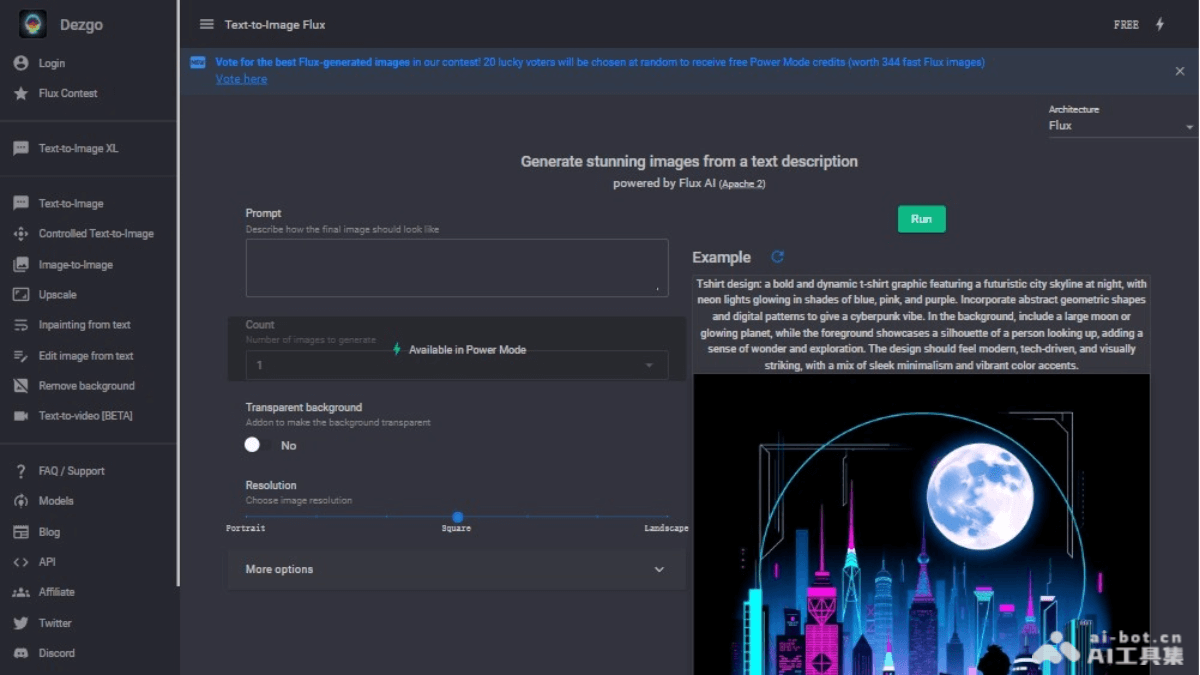 Dezgo
Login
Flux Contest
Text-to-Image XL
Text-to-Image
Controlled Text-to-Image
Image-to-Image
Upscale
Inpainting from text
Edit image from text
Remove background
Text-to-video [BETA]
FAQ / Support
Models
Blog
API
Affiliate
Twitter
Discord
Text-to-Image Flux
FREE
NEW
Vote for the best Flux-generated images in our contest! 20 lucky voters will be chosen at random to receive free Power Mode credits (worth 344 fast Flux images)
Vote here
Architecture
Flux
Generate stunning images from a text description
powered by Flux AI (Apache 2)
Prompt
Describe how the final image should look like
Count
Number of images to generate
Available in Power Mode
1
Transparent background
Addon to make the background transparent
No
Resolution
Choose image resolution
Portrait
Square
Landscape
More options
Run
Example
Tshirt design: a bold and dynamic t-shirt graphic featuring a futuristic city skyline at night, with
neon lights glowing in shades of blue, pink, and purple. Incorporate abstract geometric shapes
and digital patterns to give a cyberpunk vibe. In the background, include a large moon or
glowing planet, while the foreground showcases a silhouette of a person looking up, adding a
sense of wonder and exploration. The design should feel modern, tech-driven, and visually
striking, with a mix of sleek minimalism and vibrant color accents.
ai-bot.cn
AI工具集